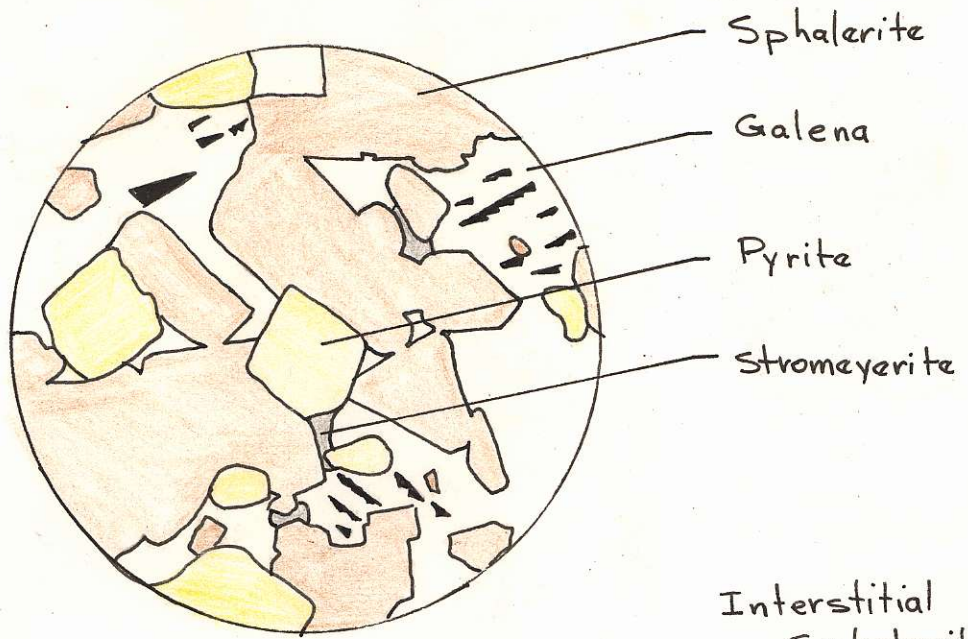 Sphalerite
Galena
Pyrite
Stromeyerite
Interstitial